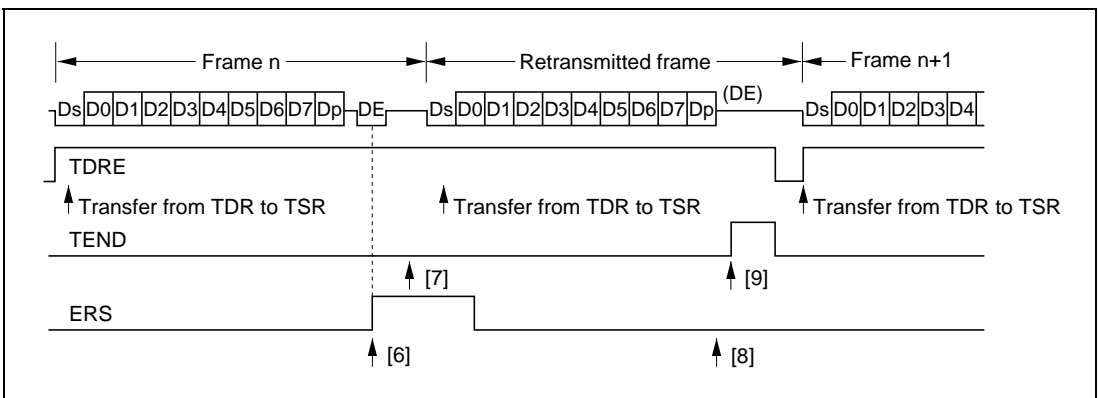 Frame n Retransmitted frame Frame n+1
(DE)
Ds D0 D1 D2 D3 D4 D5 D6 D7 Dp DE Ds D0 D1 D2 D3 D4 D5 D6 D7 Dp Ds D0 D1 D2 D3 D4
TDRE
Transfer from TDR to TSR Transfer from TDR to TSR Transfer from TDR to TSR
TEND
[7] [9]
ERS
[6] [8]